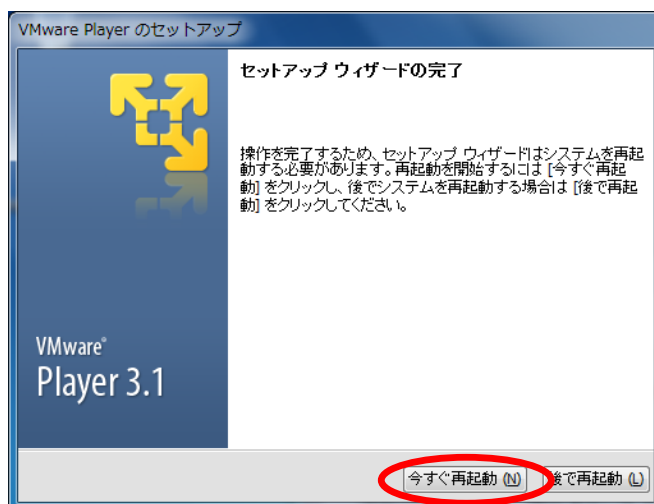 VMware Player のセットアップ
セットアップ ウィザードの完了
操作を完了するため、セットアップ ウィザードはシステムを再起
動する必要があります。再起動を開始するには [今すぐ再起
動] をクリックし、後でシステムを再起動する場合は [後で再起
動] をクリックしてください。
VMware®
Player 3.1
今すぐ再起動 (N)
後で再起動 (L)